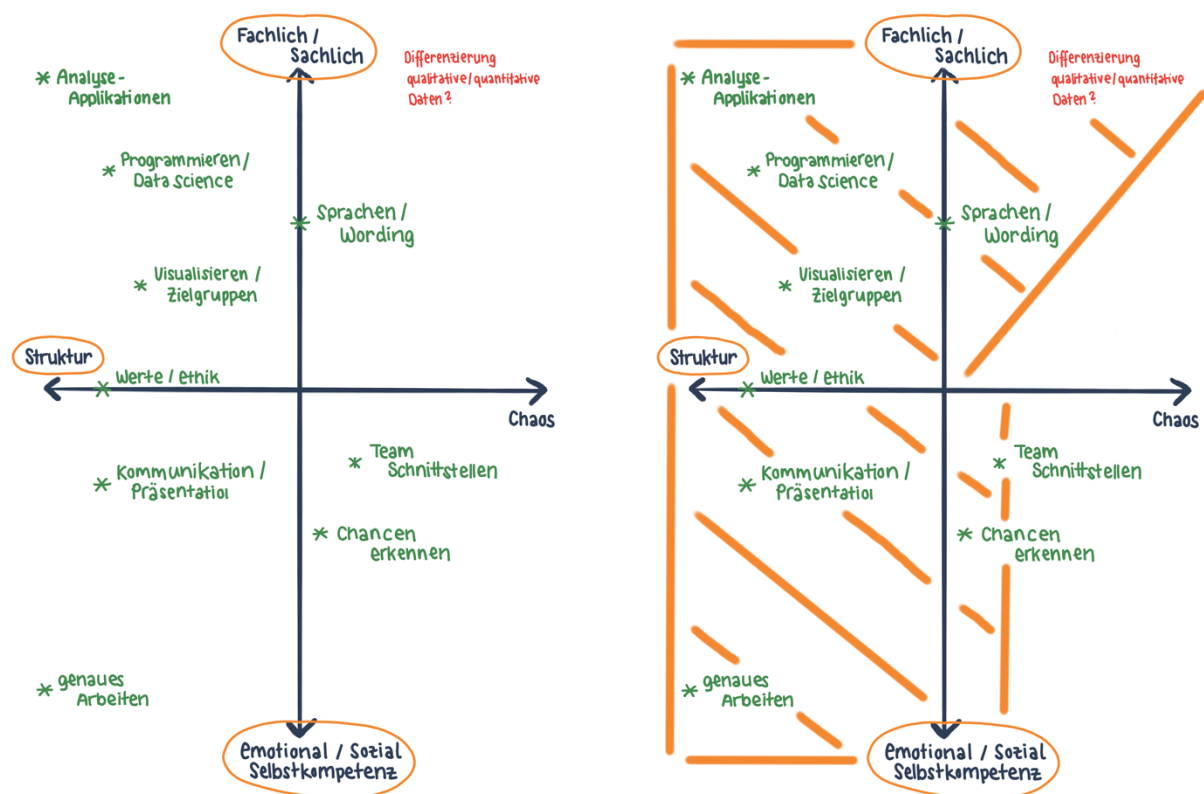 Fachlich /
Sachlich
Differenzierung
qualitative/quantitative
Daten?
* Analyse-
Applikationen
* Programmieren /
Data science
* Sprachen /
Wording
* Visualisieren /
Zielgruppen
Struktur
* Werte / ethik
Chaos
* Team
Schnittstellen
* Kommunikation /
Präsentation
* Chancen
erkennen
* genaues
Arbeiten
emotional / Sozial
Selbstkompetenz
Fachlich /
Sachlich
Differenzierung
qualitative/quantitative
Daten?
* Analyse-
Applikationen
* Programmieren /
Data science
* Sprachen /
Wording
* Visualisieren /
Zielgruppen
Struktur
* Werte / ethik
Chaos
* Team
Schnittstellen
* Kommunikation /
Präsentation
* Chancen
erkennen
* genaues
Arbeiten
emotional / Sozial
Selbstkompetenz